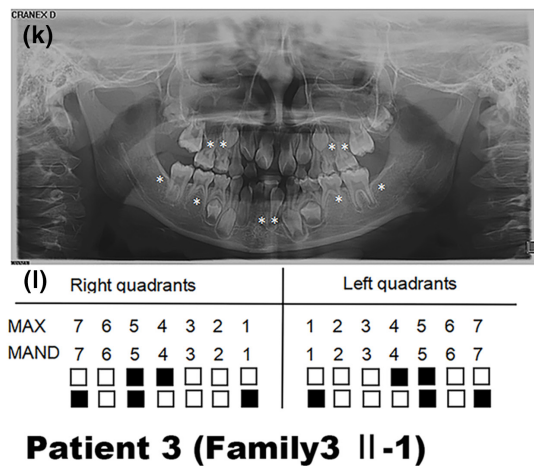 CRANEX D
(k)
(l)
Right quadrants Left quadrants
MAX 7 6 5 4 3 2 1 1 2 3 4 5 6 7
MAND 7 6 5 4 3 2 1 1 2 3 4 5 6 7
Patient 3 (Family3 Ⅱ-1)